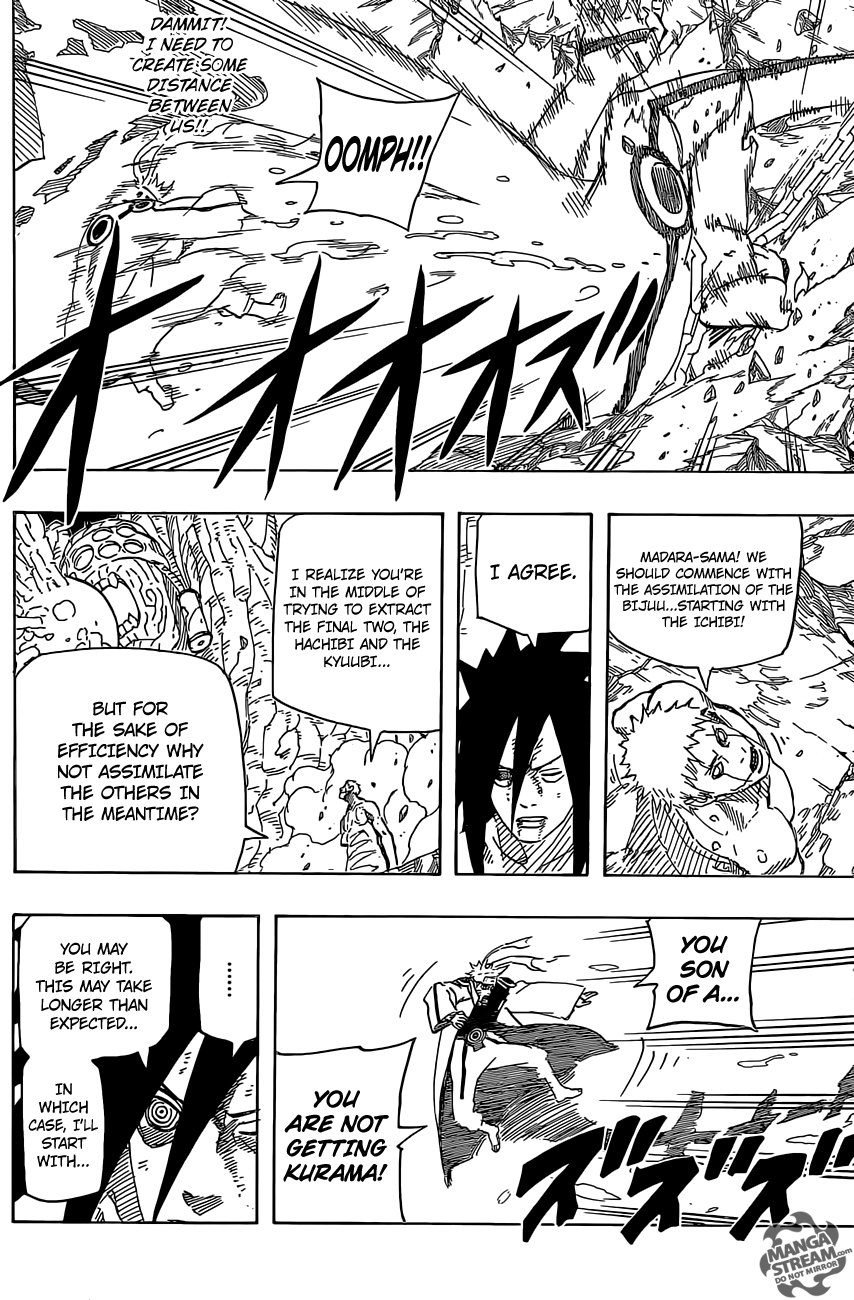 OOMPH!!
DAMMIT!
I NEED TO
CREATE SOME
DISTANCE
BETWEEN
US!!
オオオオズッ
MADARA-SAMA! WE
SHOULD COMMENCE WITH
THE ASSIMILATION OF THE
BIJUU...STARTING WITH
THE ICHIBI!
I AGREE.
I REALIZE YOU'RE
IN THE MIDDLE OF
TRYING TO EXTRACT
THE FINAL TWO, THE
HACHIBI AND THE
KYUUBI...
BUT FOR
THE SAKE OF
EFFICIENCY WHY
NOT ASSIMILATE
THE OTHERS IN
THE MEANTIME?
YOU
SON
OF A...
YOU
ARE NOT
GETTING
KURAMA!
ズズズズ
.......
YOU MAY
BE RIGHT.
THIS MAY TAKE
LONGER THAN
EXPECTED...
IN
WHICH
CASE, I'LL
START
WITH...
MANGA
STREAM.COM
DO NOT MIRROR